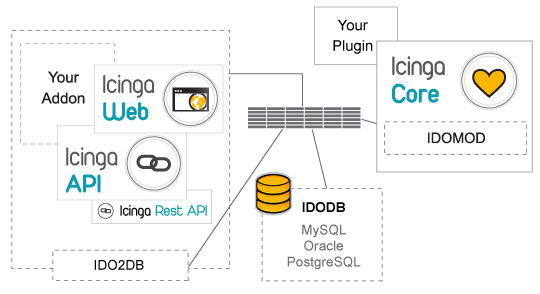 Your
Addon
Icinga
Web
Icinga
API
Icinga Rest API
IDO2DB
IDODB
MySQL
Oracle
PostgreSQL
Your
Plugin
Icinga
Core
IDOMOD